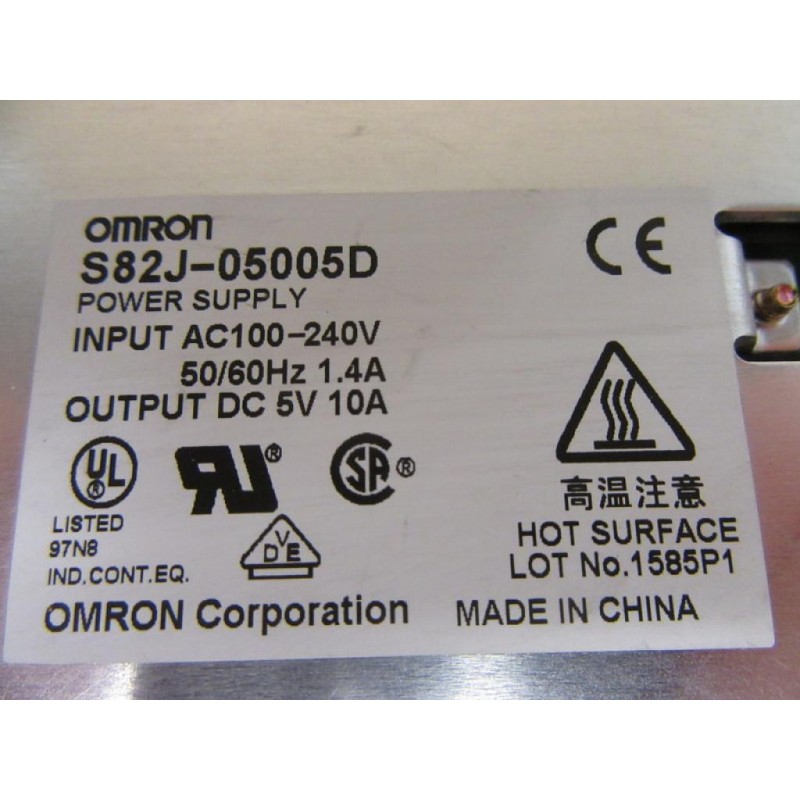 OMRON
CE
S82J-05005D
POWER SUPPLY
INPUT AC100-240V
50/60Hz 1.4A
OUTPUT DC 5V 10A
UL ®
RU ®
SA ®
LISTED
97N8
IND.CONT.EQ.
VDE
高温注意
HOT SURFACE
LOT No.1585P1
OMRON Corporation
MADE IN CHINA